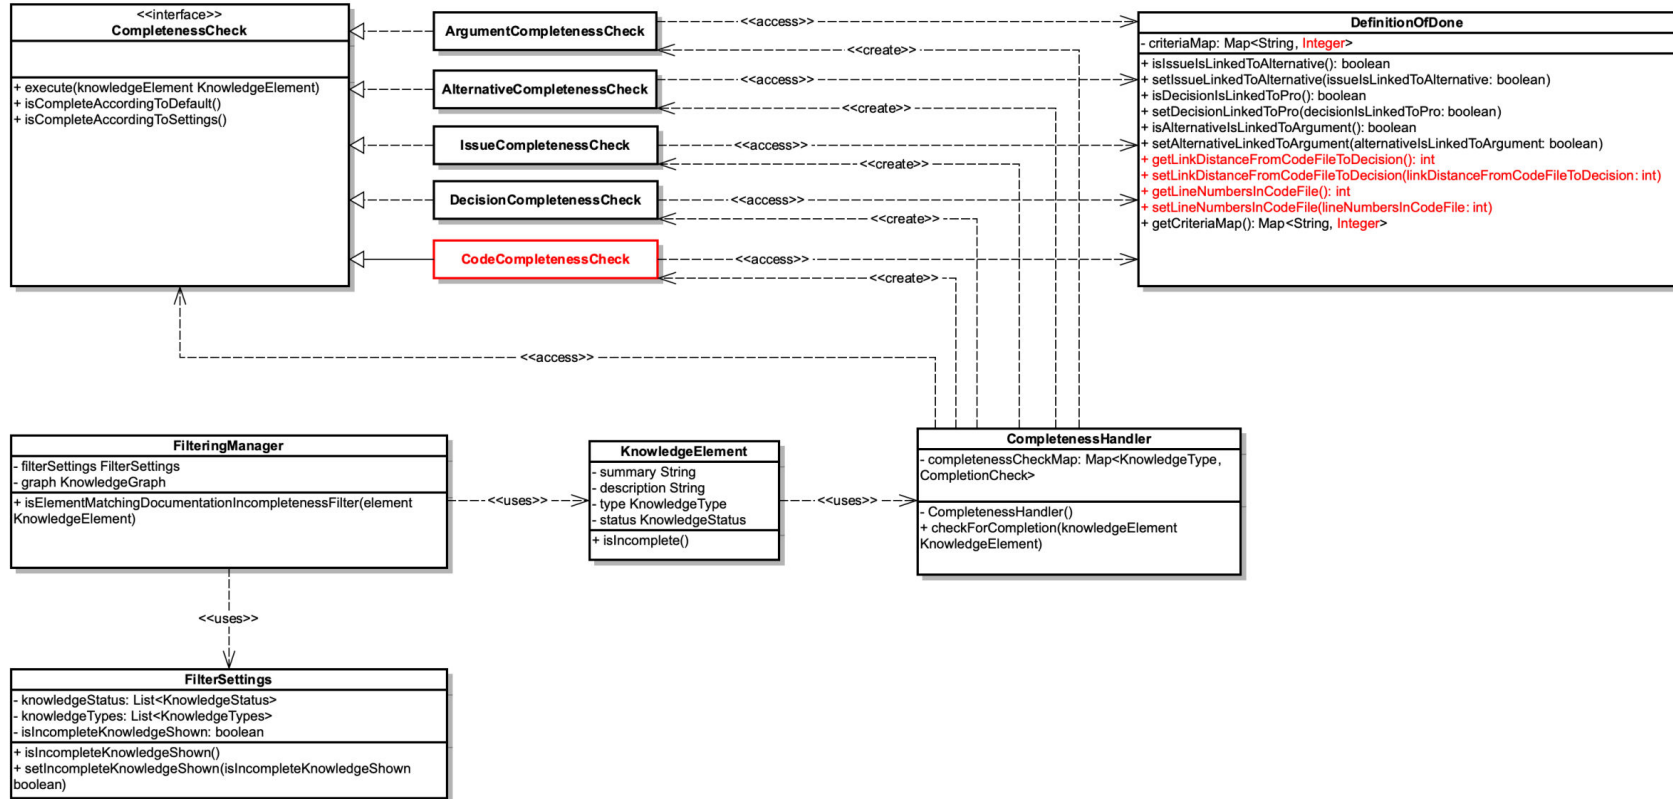 <<interface>>
CompletenessCheck
+ execute(knowledgeElement KnowledgeElement)
+ isCompleteAccordingToDefault()
+ isCompleteAccordingToSettings()
ArgumentCompletenessCheck
AlternativeCompletenessCheck
IssueCompletenessCheck
DecisionCompletenessCheck
CodeCompletenessCheck
<<access>>
<<create>>
<<access>>
<<create>>
<<access>>
<<create>>
<<access>>
<<create>>
<<access>>
<<create>>
DefinitionOfDone
- criteriaMap: Map<String, Integer>
+ isIssueIsLinkedToAlternative(): boolean
+ setIssueLinkedToAlternative(issueIsLinkedToAlternative: boolean)
+ isDecisionIsLinkedToPro(): boolean
+ setDecisionLinkedToPro(decisionIsLinkedToPro: boolean)
+ isAlternativeIsLinkedToArgument(): boolean
+ setAlternativeLinkedToArgument(alternativeIsLinkedToArgument: boolean)
+ getLinkDistanceFromCodeFileToDecision(): int
+ setLinkDistanceFromCodeFileToDecision(linkDistanceFromCodeFileToDecision: int)
+ getLineNumbersInCodeFile(): int
+ setLineNumbersInCodeFile(lineNumbersInCodeFile: int)
+ getCriteriaMap(): Map<String, Integer>
<<access>>
FilteringManager
- filterSettings FilterSettings
- graph KnowledgeGraph
+ isElementMatchingDocumentationIncompletenessFilter(element
KnowledgeElement)
<<uses>>
KnowledgeElement
- summary String
- description String
- type KnowledgeType
- status KnowledgeStatus
+ isIncomplete()
<<uses>>
CompletenessHandler
- completenessCheckMap: Map<KnowledgeType,
CompletionCheck>
- CompletenessHandler()
+ checkForCompletion(knowledgeElement
KnowledgeElement)
<<uses>>
FilterSettings
- knowledgeStatus: List<KnowledgeStatus>
- knowledgeTypes: List<KnowledgeTypes>
- isIncompleteKnowledgeShown: boolean
+ isIncompleteKnowledgeShown()
+ setIncompleteKnowledgeShown(isIncompleteKnowledgeShown
boolean)